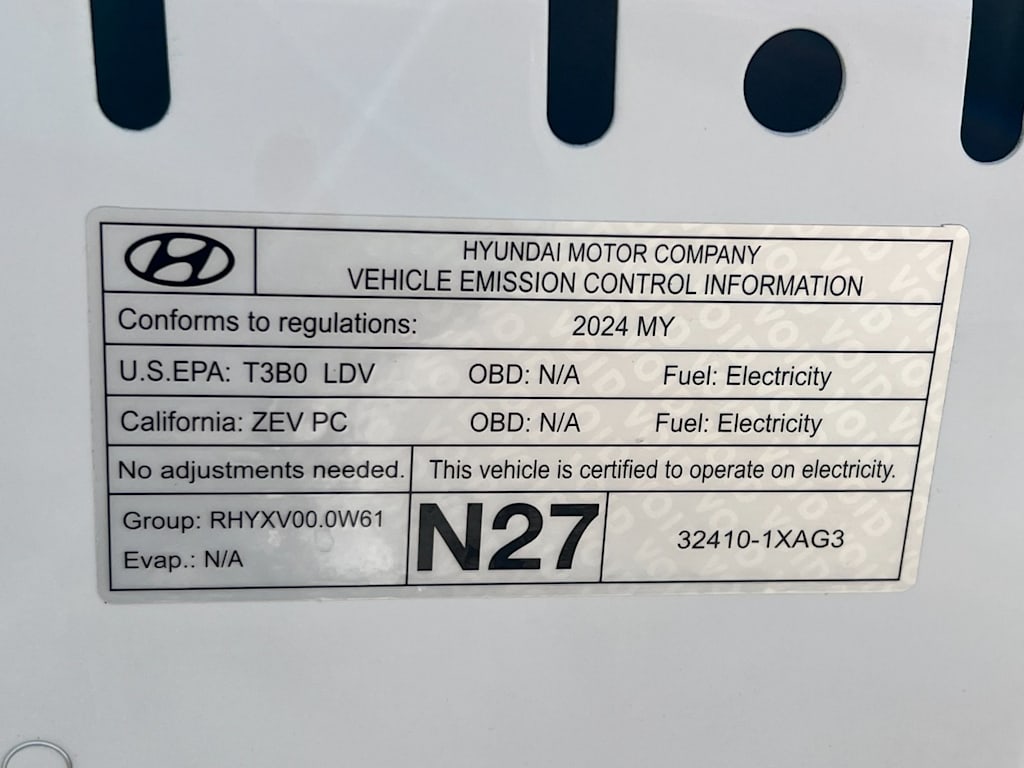 HYUNDAI MOTOR COMPANY
VEHICLE EMISSION CONTROL INFORMATION
Conforms to regulations: 2024 MY
U.S.EPA: T3B0 LDV OBD: N/A Fuel: Electricity
California: ZEV PC OBD: N/A Fuel: Electricity
No adjustments needed. This vehicle is certified to operate on electricity.
Group: RHYXV00.0W61
Evap.: N/A
N27
32410-1XAG3